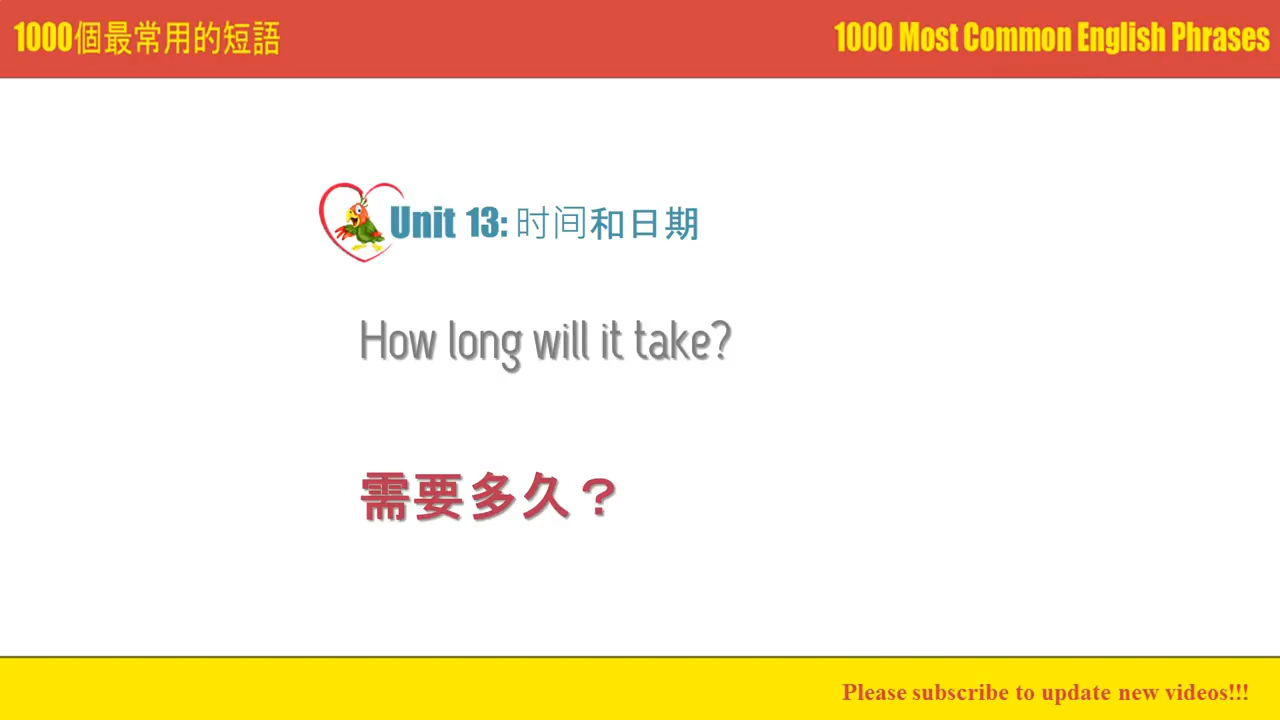 1000個最常用的短語
1000 Most Common English Phrases
Unit 13: 时间和日期
How long will it take?
需要多久？
Please subscribe to update new videos!!!